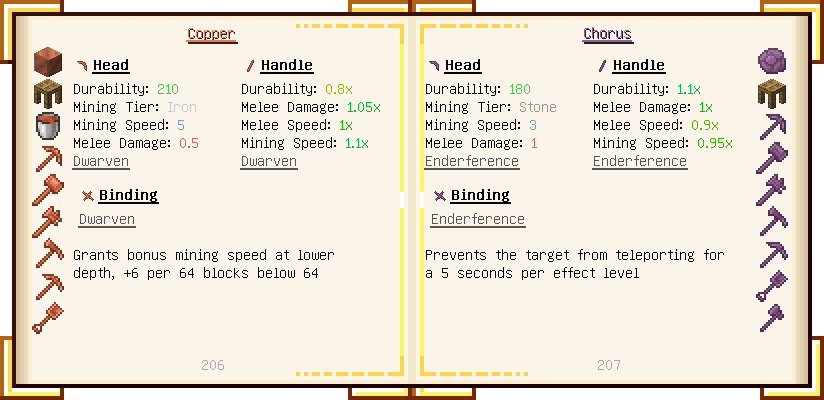 Copper
Head
Durability: 210
Mining Tier: Iron
Mining Speed: 5
Melee Damage: 0.5
Dwarven
Handle
Durability: 0.8x
Melee Damage: 1.05x
Melee Speed: 1x
Mining Speed: 1.1x
Dwarven
Binding
Dwarven
Grants bonus mining speed at lower
depth, +6 per 64 blocks below 64
206
Chorus
Head
Durability: 180
Mining Tier: Stone
Mining Speed: 3
Melee Damage: 1
Enderference
Handle
Durability: 1.1x
Melee Damage: 1x
Melee Speed: 0.9x
Mining Speed: 0.95x
Enderference
Binding
Enderference
Prevents the target from teleporting for
a 5 seconds per effect level
207